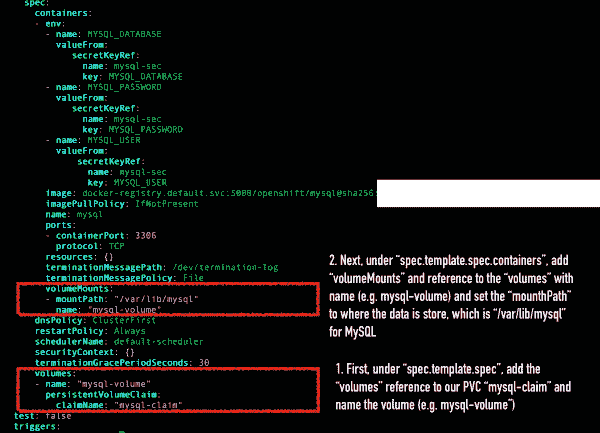 spec:
containers:
- env:
- name: MYSQL_DATABASE
valueFrom:
secretKeyRef:
name: mysql-sec
key: MYSQL_DATABASE
- name: MYSQL_PASSWORD
valueFrom:
secretKeyRef:
name: mysql-sec
key: MYSQL_PASSWORD
- name: MYSQL_USER
valueFrom:
secretKeyRef:
name: mysql-sec
key: MYSQL_USER
image: docker-registry.default.svc:5000/openshift/mysql@sha256:
imagePullPolicy: IfNotPresent
name: mysql
ports:
- containerPort: 3306
protocol: TCP
resources: {}
terminationMessagePath: /dev/termination-log
terminationMessagePolicy: File
volumeMounts:
- mountPath: "/var/lib/mysql"
name: "mysql-volume"
dnsPolicy: ClusterFirst
restartPolicy: Always
schedulerName: default-scheduler
securityContext: {}
terminationGracePeriodSeconds: 30
volumes:
- name: "mysql-volume"
persistentVolumeClaim:
claimName: "mysql-claim"
test: false
triggers:
2. Next, under “spec.template.spec.containers”, add
“volumeMounts” and reference to the “volumes” with
name (e.g. mysql-volume) and set the “mounthPath”
to where the data is store, which is “/var/lib/mysql”
for MySQL
1. First, under “spec.template.spec”, add the
“volumes” reference to our PVC “mysql-claim” and
name the volume (e.g. mysql-volume”)